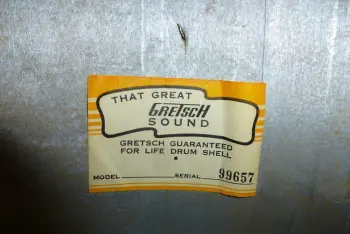 THAT GREAT
GRETSCH
SOUND
GRETSCH GUARANTEED
FOR LIFE DRUM SHELL
MODEL SERIAL 99657